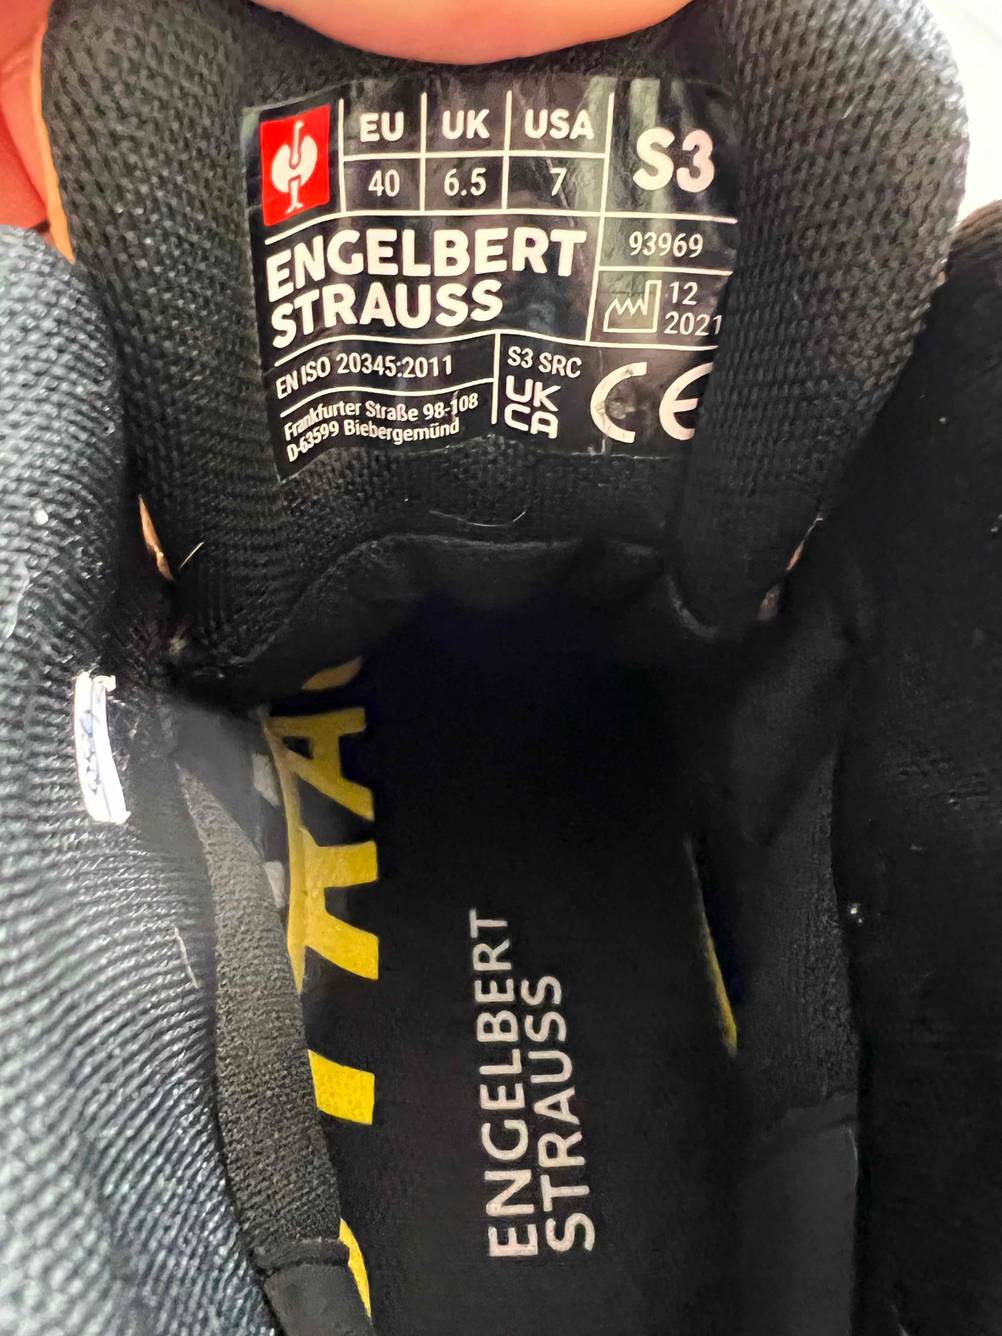 EU UK USA
40 6.5 7
S3
93969
ENGELBERT
STRAUSS
12
2021
EN ISO 20345:2011
S3 SRC
Frankfurter Straße 98-108
D-63599 Biebergemünd
UK
CA
CE
ENGELBERT
STRAUSS